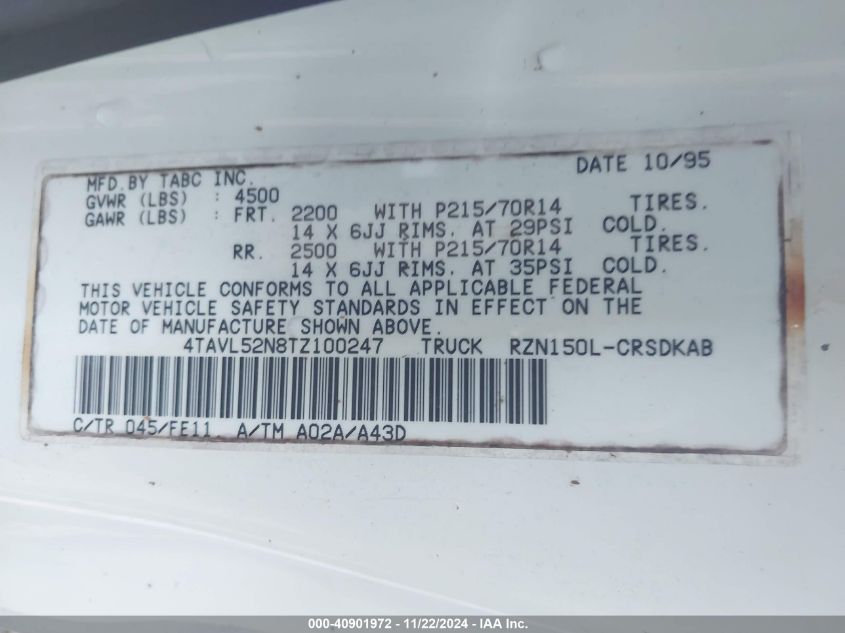 DATE 10/95
MFD. BY TABC INC.
GVWR (LBS) : 4500
GAWR (LBS) : FRT. 2200 WITH P215/70R14 TIRES.
14 X 6JJ RIMS. AT 29PSI COLD.
RR. 2500 WITH P215/70R14 TIRES.
14 X 6JJ RIMS. AT 35PSI COLD.
THIS VEHICLE CONFORMS TO ALL APPLICABLE FEDERAL
MOTOR VEHICLE SAFETY STANDARDS IN EFFECT ON THE
DATE OF MANUFACTURE SHOWN ABOVE.
4TAVL52N8TZ100247 TRUCK RZN150L-CRSDKAB
C/TR 045/FE11 A/TM A02A/A43D
000-40901972 - 11/22/2024 - IAA Inc.